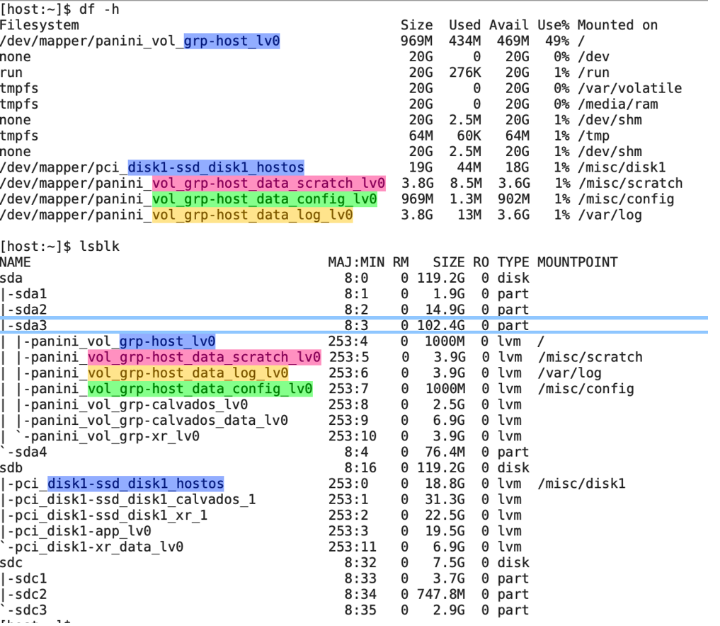 [host:~]$ df -h
Filesystem                                        Size  Used Avail Use% Mounted on
/dev/mapper/panini_vol_grp-host_lv0               969M  434M  469M  49% /
none                                               20G     0   20G   0% /dev
run                                                20G  276K   20G   1% /run
tmpfs                                              20G     0   20G   0% /var/volatile
tmpfs                                              20G     0   20G   0% /media/ram
none                                               20G  2.5M   20G   1% /dev/shm
tmpfs                                              64M   60K   64M   1% /tmp
none                                               20G  2.5M   20G   1% /dev/shm
/dev/mapper/pci_disk1-ssd_disk1_hostos             19G   44M   18G   1% /misc/disk1
/dev/mapper/panini_vol_grp-host_data_scratch_lv0  3.8G  8.5M  3.6G   1% /misc/scratch
/dev/mapper/panini_vol_grp-host_data_config_lv0   969M  1.3M  902M   1% /misc/config
/dev/mapper/panini_vol_grp-host_data_log_lv0      3.8G   13M  3.6G   1% /var/log
[host:~]$ lsblk
NAME                                     MAJ:MIN RM   SIZE RO TYPE MOUNTPOINT
sda                                        8:0    0 119.2G  0 disk
|-sda1                                     8:1    0   1.9G  0 part
|-sda2                                     8:2    0  14.9G  0 part
|-sda3                                     8:3    0 102.4G  0 part
| |-panini_vol_grp-host_lv0              253:4    0  1000M  0 lvm  /
| |-panini_vol_grp-host_data_scratch_lv0 253:5    0   3.9G  0 lvm  /misc/scratch
| |-panini_vol_grp-host_data_log_lv0     253:6    0   3.9G  0 lvm  /var/log
| |-panini_vol_grp-host_data_config_lv0  253:7    0  1000M  0 lvm  /misc/config
| |-panini_vol_grp-calvados_lv0          253:8    0   2.5G  0 lvm
| |-panini_vol_grp-calvados_data_lv0     253:9    0   6.9G  0 lvm
| `-panini_vol_grp-xr_lv0                253:10   0   3.9G  0 lvm
`-sda4                                     8:4    0  76.4M  0 part
sdb                                        8:16   0 119.2G  0 disk
|-pci_disk1-ssd_disk1_hostos             253:0    0  18.8G  0 lvm  /misc/disk1
|-pci_disk1-ssd_disk1_calvados_1         253:1    0  31.3G  0 lvm
|-pci_disk1-ssd_disk1_xr_1               253:2    0  22.5G  0 lvm
|-pci_disk1-app_lv0                      253:3    0  19.5G  0 lvm
`-pci_disk1-xr_data_lv0                  253:11   0   6.9G  0 lvm
sdc                                        8:32   0   7.5G  0 disk
|-sdc1                                     8:33   0   3.7G  0 part
|-sdc2                                     8:34   0 747.8M  0 part
`-sdc3                                     8:35   0   2.9G  0 part